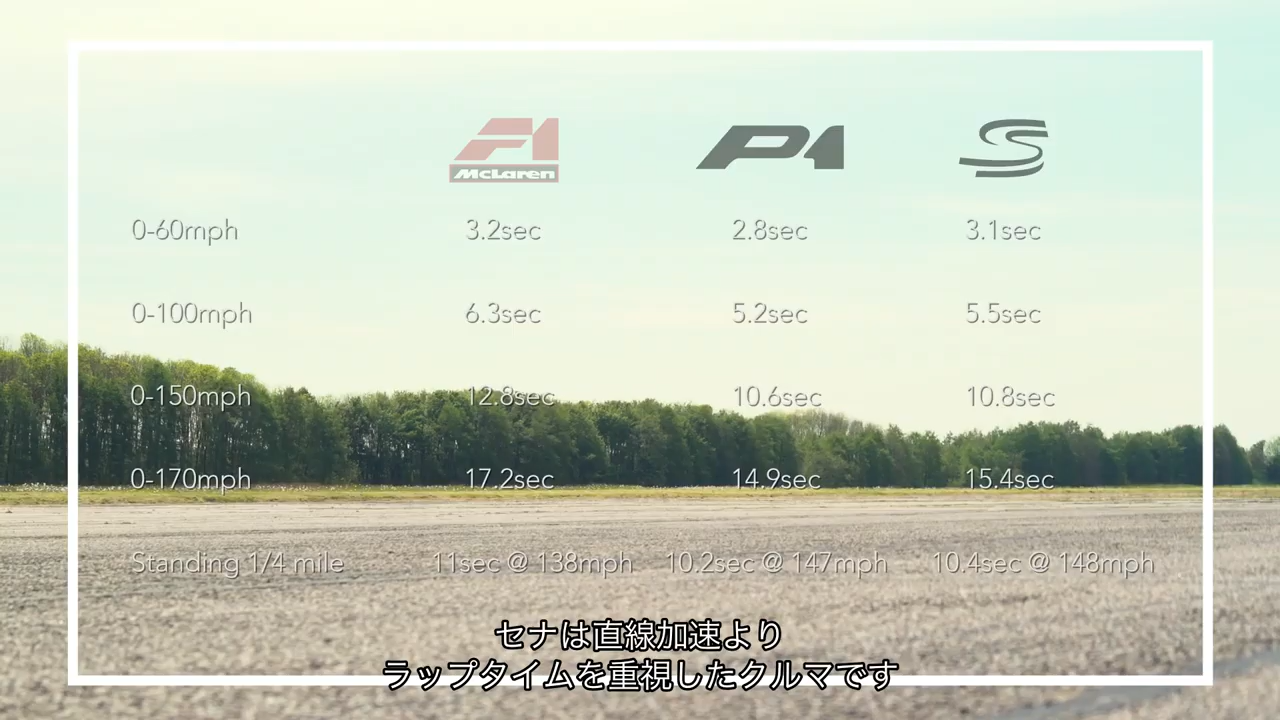 F1 P1 S
McLaren
0-60mph 3.2sec 2.8sec 3.1sec
0-100mph 6.3sec 5.2sec 5.5sec
0-150mph 12.8sec 10.6sec 10.8sec
0-170mph 17.2sec 14.9sec 15.4sec
Standing 1/4 mile 11sec @ 138mph 10.2sec @ 147mph 10.4sec @ 148mph
セナは直線加速より
ラップタイムを重視したクルマです